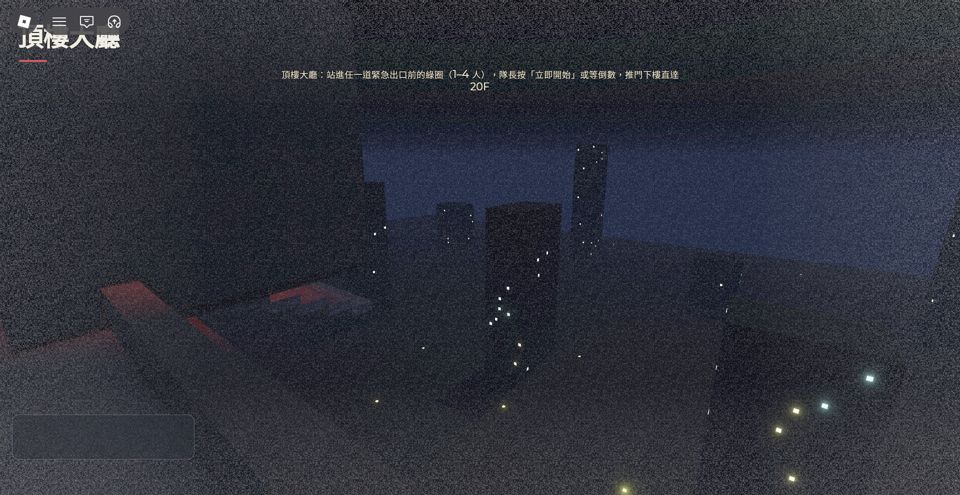 頂樓大廳
頂樓大廳：站進任一道緊急出口前的綠圈（1–4 人），隊長按「立即開始」或等倒數，推門下樓直達
20F